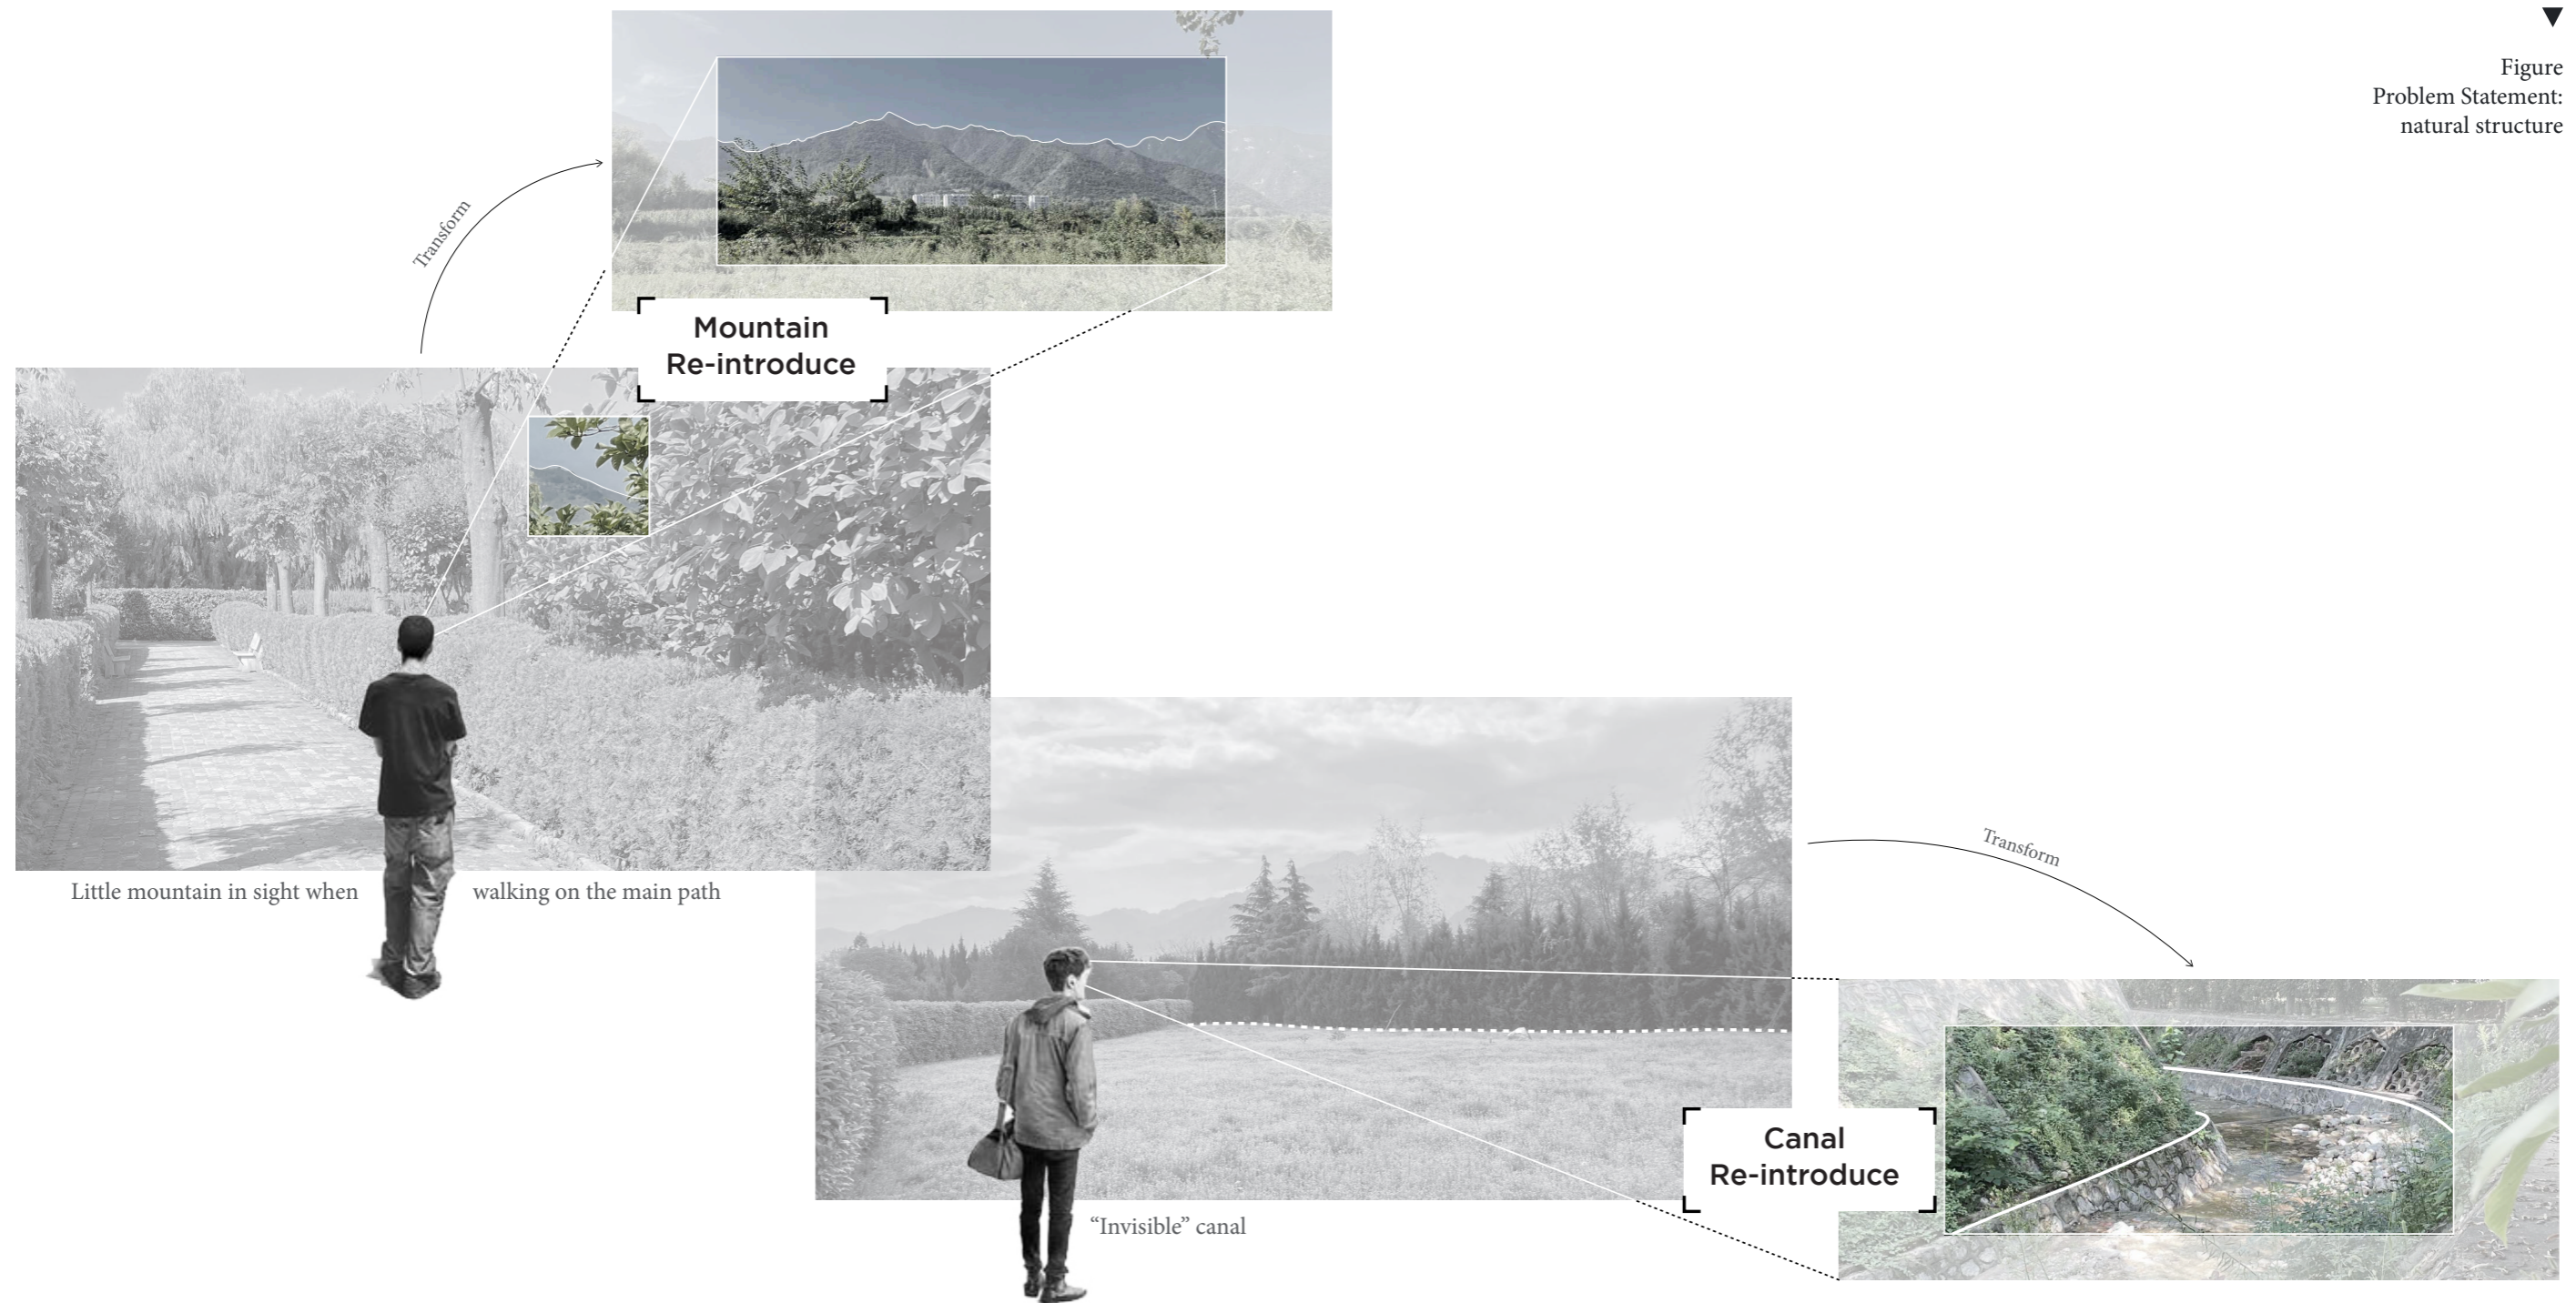 Figure
Problem Statement:
natural structure
Transform
Mountain
Re-introduce
Little mountain in sight when walking on the main path
Transform
Canal
Re-introduce
“Invisible” canal